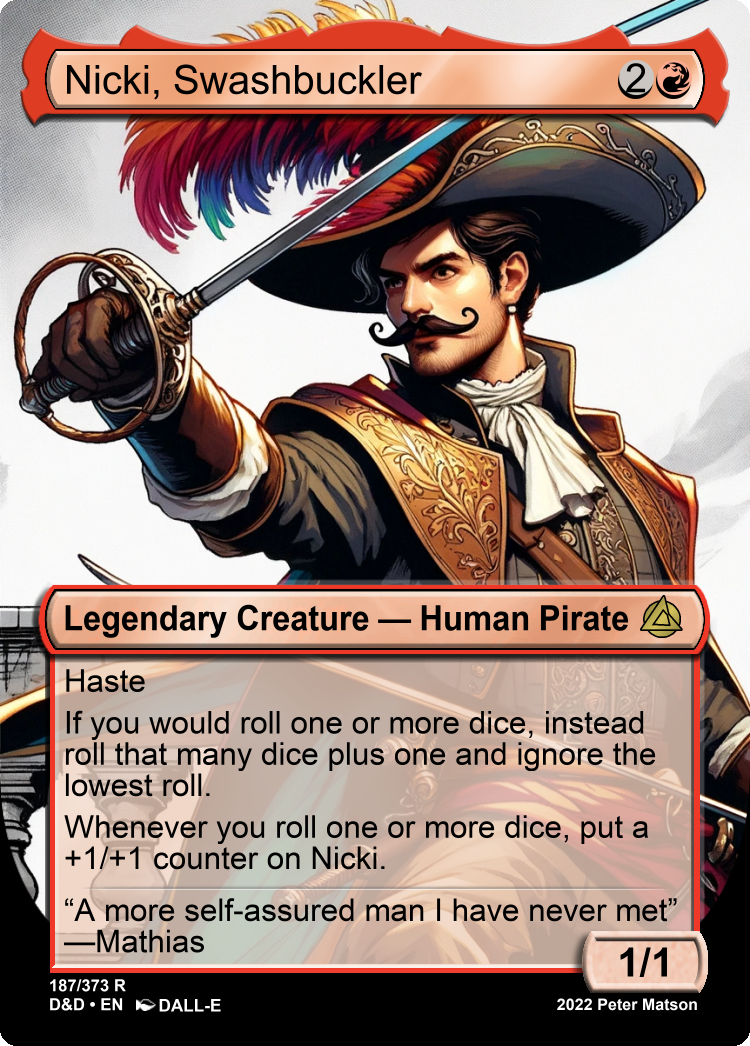 Nicki, Swashbuckler 2
Legendary Creature — Human Pirate
Haste
If you would roll one or more dice, instead
roll that many dice plus one and ignore the
lowest roll.
Whenever you roll one or more dice, put a
+1/+1 counter on Nicki.
“A more self-assured man I have never met”
—Mathias
1/1
187/373 R
D&D • EN DALL-E
2022 Peter Matson